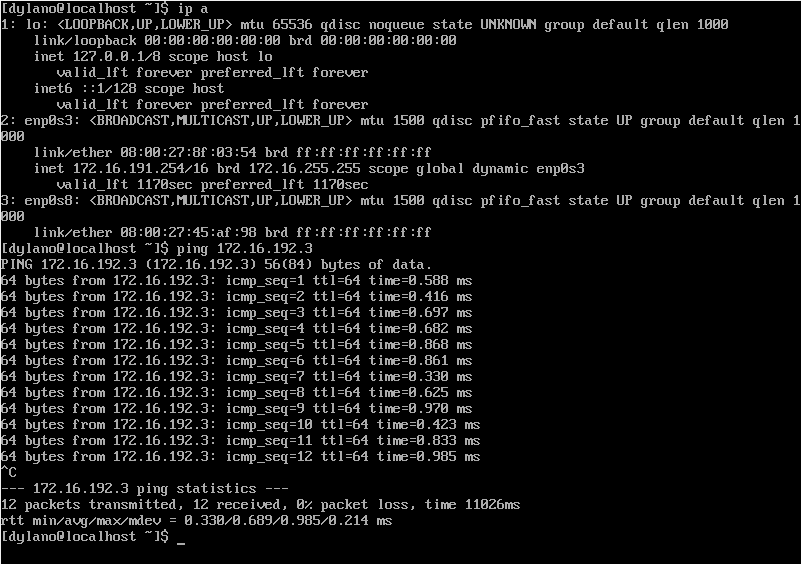 [dylano@localhost ~]$ ip a
1: lo: <LOOPBACK,UP,LOWER_UP> mtu 65536 qdisc noqueue state UNKNOWN group default qlen 1000
    link/loopback 00:00:00:00:00:00 brd 00:00:00:00:00:00
    inet 127.0.0.1/8 scope host lo
       valid_lft forever preferred_lft forever
    inet6 ::1/128 scope host
       valid_lft forever preferred_lft forever
2: enp0s3: <BROADCAST,MULTICAST,UP,LOWER_UP> mtu 1500 qdisc pfifo_fast state UP group default qlen 1
000
    link/ether 08:00:27:8f:03:54 brd ff:ff:ff:ff:ff:ff
    inet 172.16.191.254/16 brd 172.16.255.255 scope global dynamic enp0s3
       valid_lft 1170sec preferred_lft 1170sec
3: enp0s8: <BROADCAST,MULTICAST,UP,LOWER_UP> mtu 1500 qdisc pfifo_fast state UP group default qlen 1
000
    link/ether 08:00:27:45:af:98 brd ff:ff:ff:ff:ff:ff
[dylano@localhost ~]$ ping 172.16.192.3
PING 172.16.192.3 (172.16.192.3) 56(84) bytes of data.
64 bytes from 172.16.192.3: icmp_seq=1 ttl=64 time=0.588 ms
64 bytes from 172.16.192.3: icmp_seq=2 ttl=64 time=0.416 ms
64 bytes from 172.16.192.3: icmp_seq=3 ttl=64 time=0.697 ms
64 bytes from 172.16.192.3: icmp_seq=4 ttl=64 time=0.682 ms
64 bytes from 172.16.192.3: icmp_seq=5 ttl=64 time=0.868 ms
64 bytes from 172.16.192.3: icmp_seq=6 ttl=64 time=0.861 ms
64 bytes from 172.16.192.3: icmp_seq=7 ttl=64 time=0.330 ms
64 bytes from 172.16.192.3: icmp_seq=8 ttl=64 time=0.625 ms
64 bytes from 172.16.192.3: icmp_seq=9 ttl=64 time=0.970 ms
64 bytes from 172.16.192.3: icmp_seq=10 ttl=64 time=0.423 ms
64 bytes from 172.16.192.3: icmp_seq=11 ttl=64 time=0.833 ms
64 bytes from 172.16.192.3: icmp_seq=12 ttl=64 time=0.985 ms
^C
--- 172.16.192.3 ping statistics ---
12 packets transmitted, 12 received, 0% packet loss, time 11026ms
rtt min/avg/max/mdev = 0.330/0.689/0.985/0.214 ms
[dylano@localhost ~]$ _